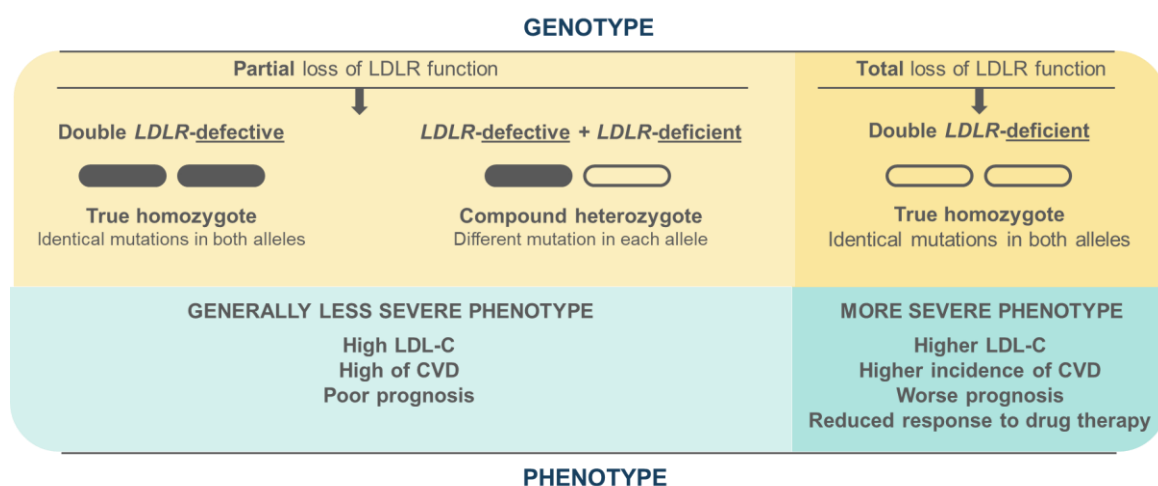 GENOTYPE
Partial loss of LDLR function
Total loss of LDLR function
Double LDLR-defective
LDLR-defective + LDLR-deficient
Double LDLR-deficient
True homozygote
Identical mutations in both alleles
Compound heterozygote
Different mutation in each allele
True homozygote
Identical mutations in both alleles
GENERALLY LESS SEVERE PHENOTYPE
High LDL-C
High of CVD
Poor prognosis
MORE SEVERE PHENOTYPE
Higher LDL-C
Higher incidence of CVD
Worse prognosis
Reduced response to drug therapy
PHENOTYPE